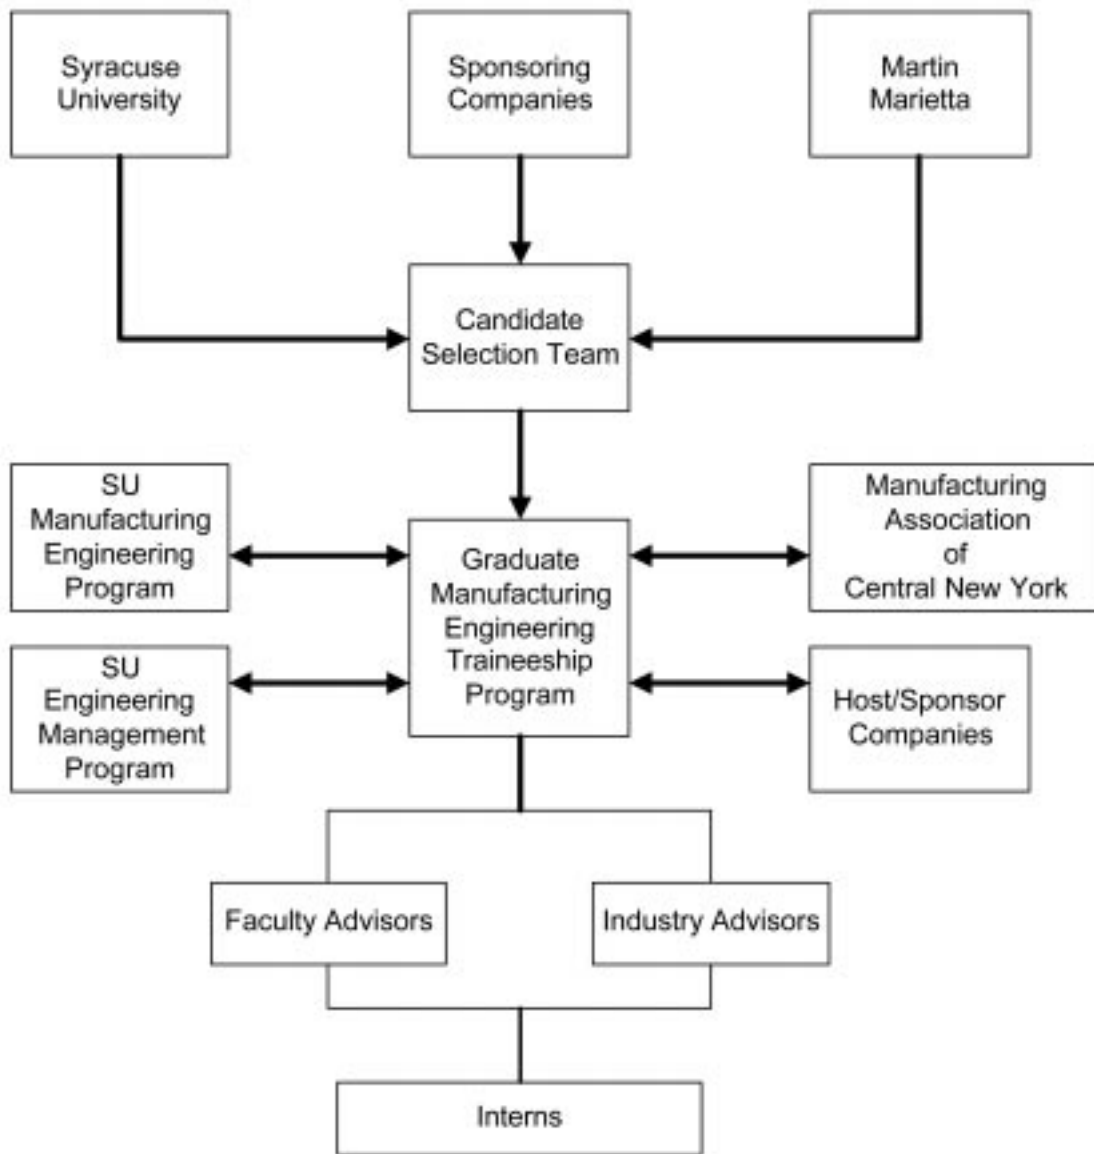 Syracuse
University
Sponsoring
Companies
Martin
Marietta
Candidate
Selection Team
SU
Manufacturing
Engineering
Program
Graduate
Manufacturing
Engineering
Traineeship
Program
Manufacturing
Association
of
Central New York
SU
Engineering
Management
Program
Host/Sponsor
Companies
Faculty Advisors
Industry Advisors
Interns